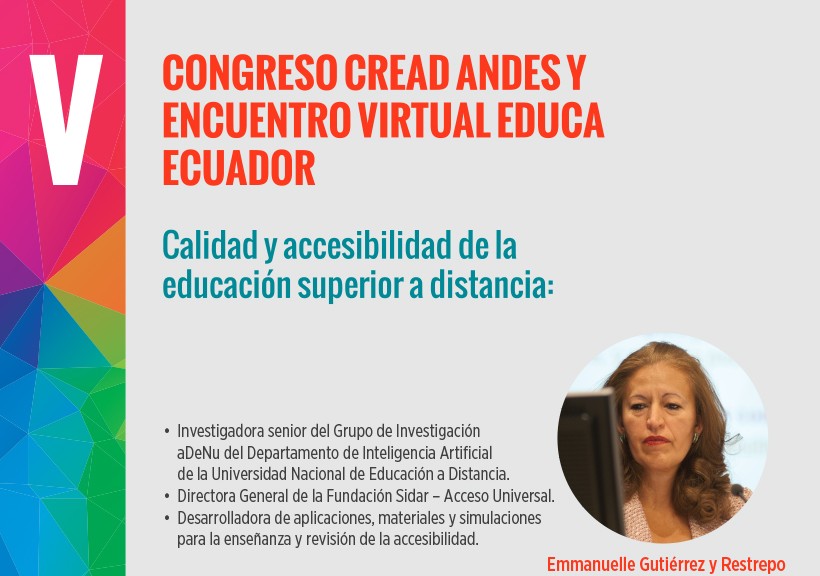 V
CONGRESO CREAD ANDES Y
ENCUENTRO VIRTUAL EDUCA
ECUADOR
Calidad y accesibilidad de la
educación superior a distancia:
• Investigadora senior del Grupo de Investigación
aDeNu del Departamento de Inteligencia Artificial
de la Universidad Nacional de Educación a Distancia.
• Directora General de la Fundación Sidar – Acceso Universal.
• Desarrolladora de aplicaciones, materiales y simulaciones
para la enseñanza y revisión de la accesibilidad.
Emmanuelle Gutiérrez y Restrepo